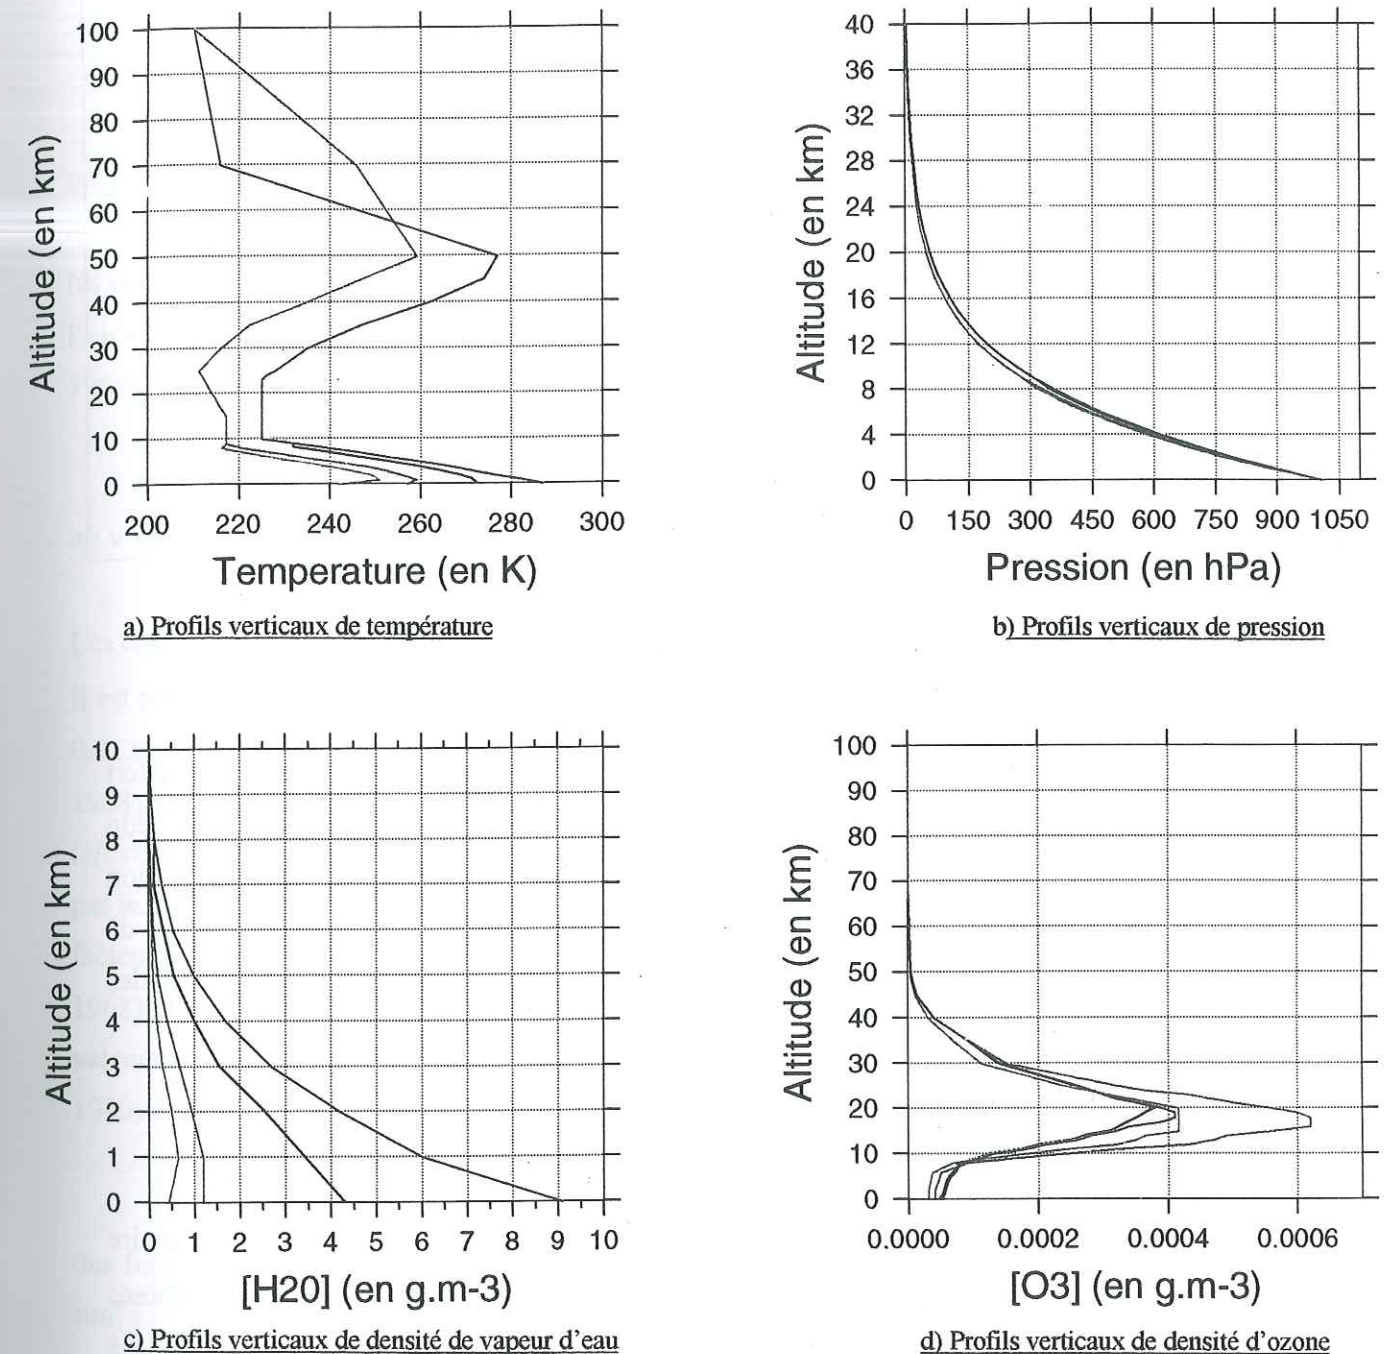 100
90
80
70
60
50
40
30
20
10
0
Altitude (en km)
200 220 240 260 280 300
Temperature (en K)
a) Profils verticaux de température
40
36
32
28
24
20
16
12
8
4
0
Altitude (en km)
0 150 300 450 600 750 900 1050
Pression (en hPa)
b) Profils verticaux de pression
10
9
8
7
6
5
4
3
2
1
0
Altitude (en km)
0 1 2 3 4 5 6 7 8 9 10
[H20] (en g.m-3)
c) Profils verticaux de densité de vapeur d'eau
100
90
80
70
60
50
40
30
20
10
0
Altitude (en km)
0.0000 0.0002 0.0004 0.0006
[O3] (en g.m-3)
d) Profils verticaux de densité d'ozone